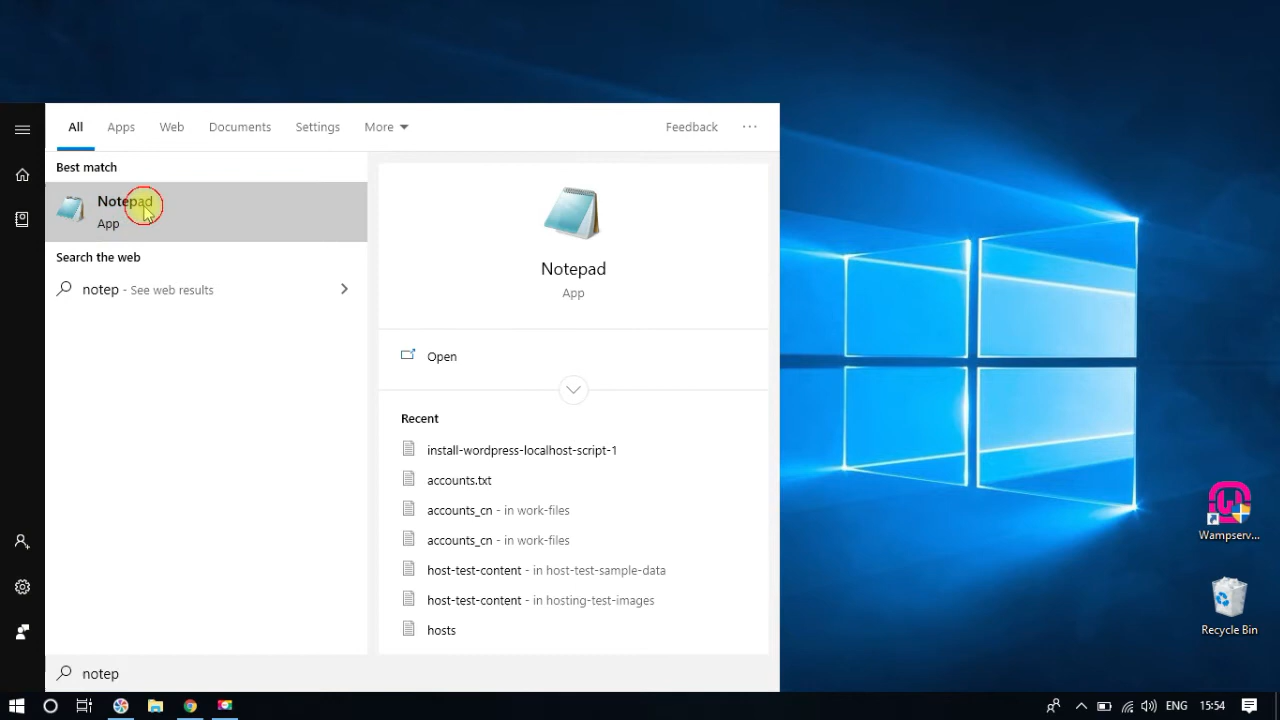 All Apps Web Documents Settings More Feedback ...
Best match
Notepad
App
Search the web
notep - See web results
Notepad
App
Open
Recent
install-wordpress-localhost-script-1
accounts.txt
accounts_cn - in work-files
accounts_cn - in work-files
host-test-content - in host-test-sample-data
host-test-content - in hosting-test-images
hosts
notep
Wampserv...
Recycle Bin
ENG 15:54